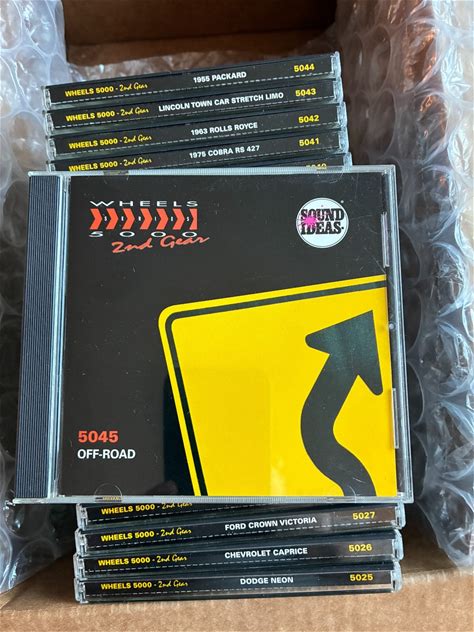 WHEELS 5000 - 2nd Gear 1955 PACKARD 5044
WHEELS 5000 - 2nd Gear LINCOLN TOWN CAR STRETCH LIMO 5043
WHEELS 5000 - 2nd Gear 1963 ROLLS ROYCE 5042
WHEELS 5000 - 2nd Gear 1975 COBRA RS 427 5041
WHEELS
5000
2nd Gear
SOUND
IDEAS
5045
OFF-ROAD
WHEELS 5000 - 2nd Gear FORD CROWN VICTORIA 5027
WHEELS 5000 - 2nd Gear CHEVROLET CAPRICE 5026
WHEELS 5000 - 2nd Gear DODGE NEON 5025